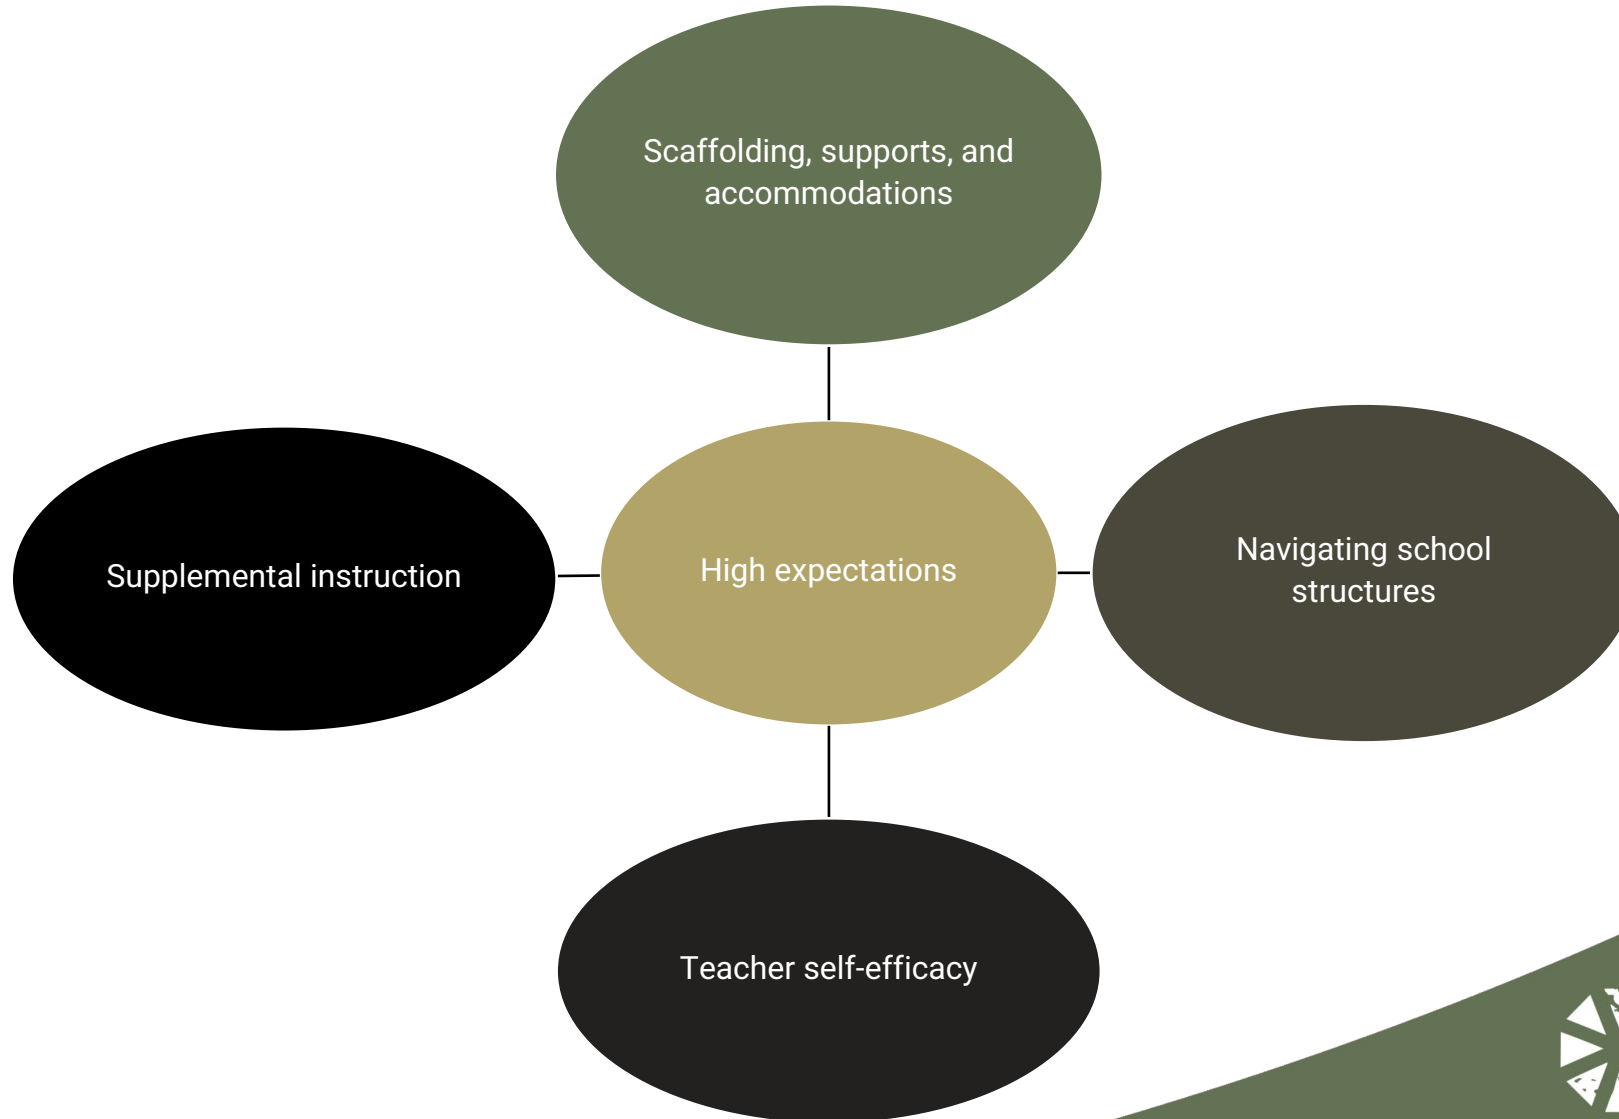 Scaffolding, supports, and
accommodations
Supplemental instruction
High expectations
Navigating school
structures
Teacher self-efficacy